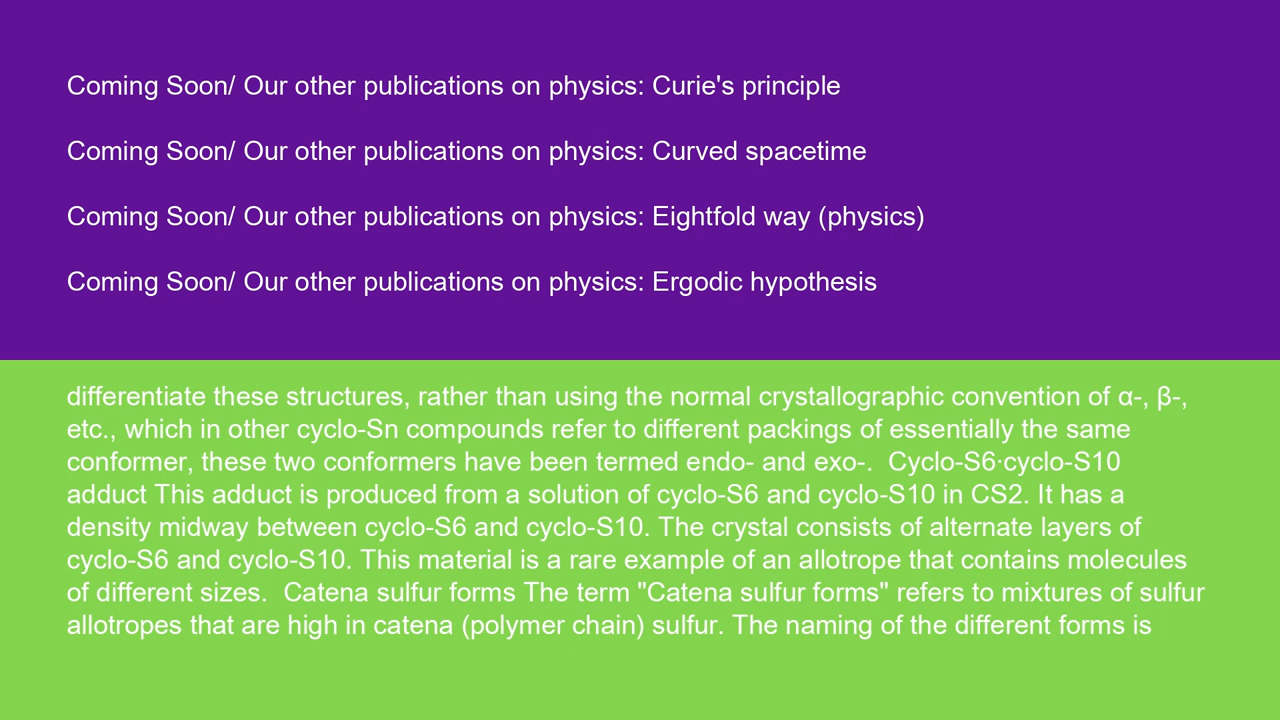 Coming Soon/ Our other publications on physics: Curie's principle
Coming Soon/ Our other publications on physics: Curved spacetime
Coming Soon/ Our other publications on physics: Eightfold way (physics)
Coming Soon/ Our other publications on physics: Ergodic hypothesis
differentiate these structures, rather than using the normal crystallographic convention of α-, β-,
etc., which in other cyclo-Sn compounds refer to different packings of essentially the same
conformer, these two conformers have been termed endo- and exo-.  Cyclo-S6·cyclo-S10
adduct This adduct is produced from a solution of cyclo-S6 and cyclo-S10 in CS2. It has a
density midway between cyclo-S6 and cyclo-S10. The crystal consists of alternate layers of
cyclo-S6 and cyclo-S10. This material is a rare example of an allotrope that contains molecules
of different sizes.  Catena sulfur forms The term "Catena sulfur forms" refers to mixtures of sulfur
allotropes that are high in catena (polymer chain) sulfur. The naming of the different forms is